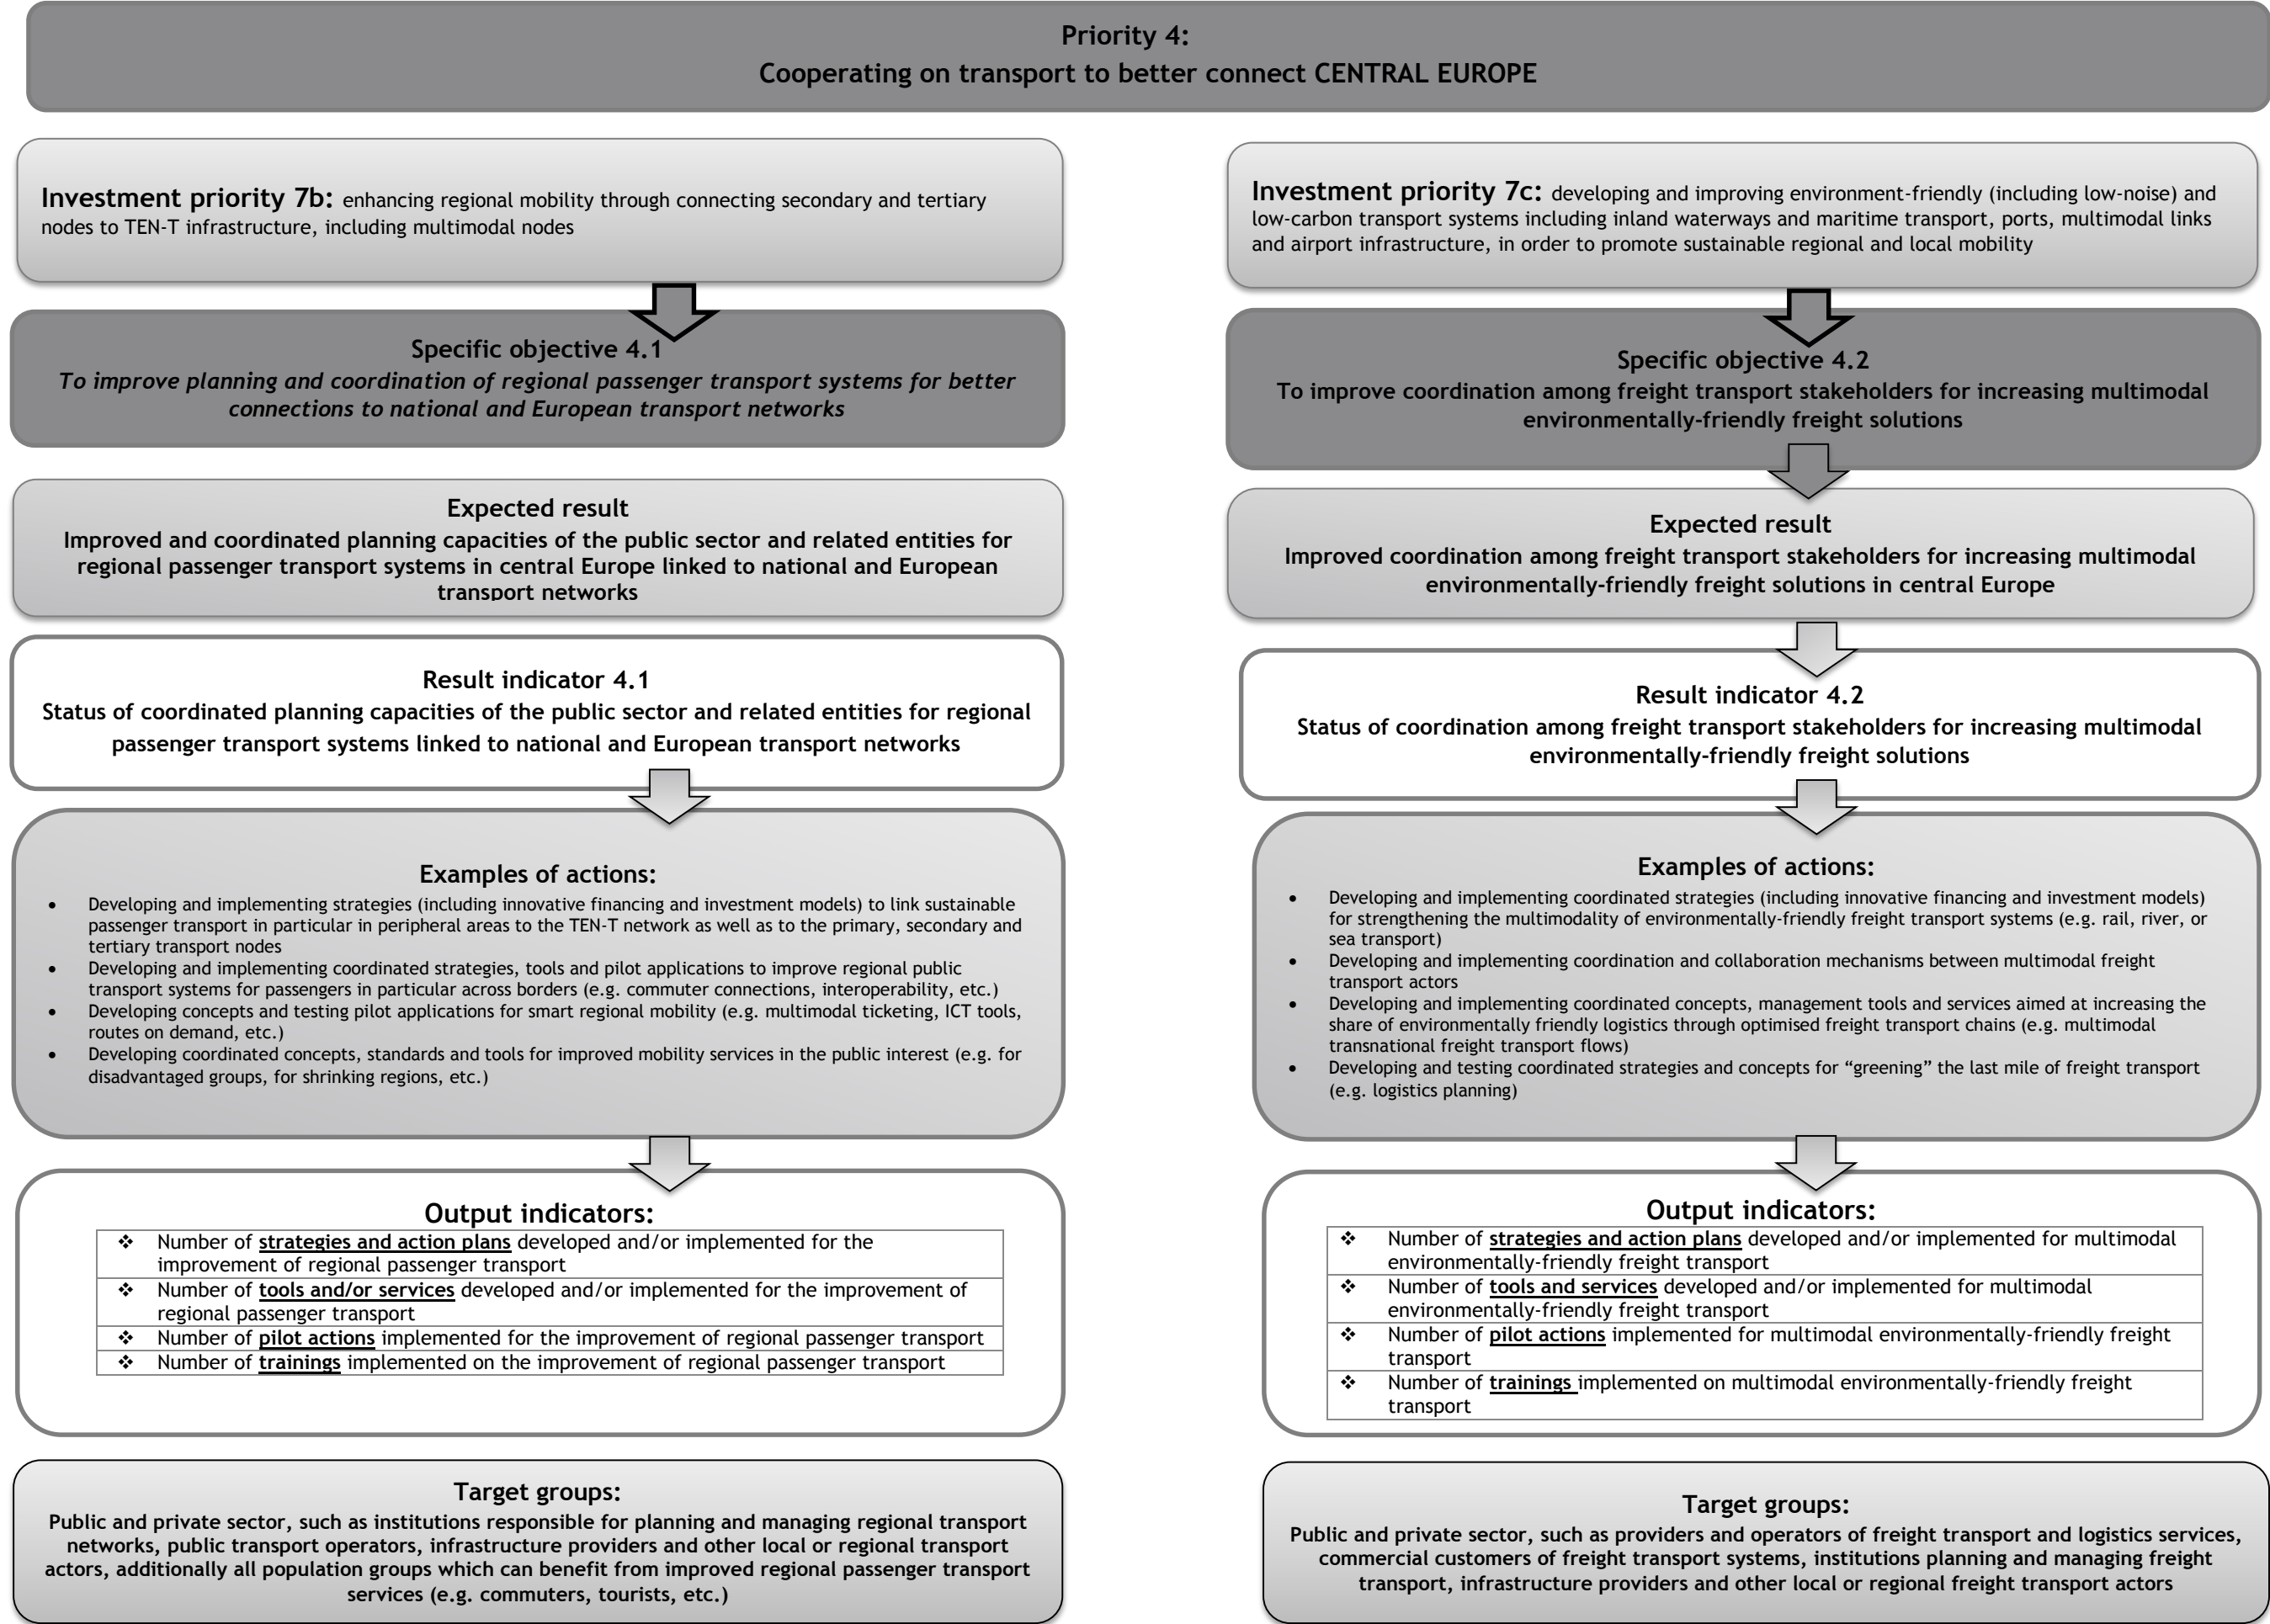 Priority 4:
Cooperating on transport to better connect CENTRAL EUROPE
Investment priority 7b: enhancing regional mobility through connecting secondary and tertiary
nodes to TEN-T infrastructure, including multimodal nodes
Specific objective 4.1
To improve planning and coordination of regional passenger transport systems for better
connections to national and European transport networks
Expected result
Improved and coordinated planning capacities of the public sector and related entities for
regional passenger transport systems in central Europe linked to national and European
transport networks
Result indicator 4.1
Status of coordinated planning capacities of the public sector and related entities for regional
passenger transport systems linked to national and European transport networks
Examples of actions:
• Developing and implementing strategies (including innovative financing and investment models) to link sustainable
passenger transport in particular in peripheral areas to the TEN-T network as well as to the primary, secondary and
tertiary transport nodes
• Developing and implementing coordinated strategies, tools and pilot applications to improve regional public
transport systems for passengers in particular across borders (e.g. commuter connections, interoperability, etc.)
• Developing concepts and testing pilot applications for smart regional mobility (e.g. multimodal ticketing, ICT tools,
routes on demand, etc.)
• Developing coordinated concepts, standards and tools for improved mobility services in the public interest (e.g. for
disadvantaged groups, for shrinking regions, etc.)
Output indicators:
❖ Number of strategies and action plans developed and/or implemented for the
improvement of regional passenger transport
❖ Number of tools and/or services developed and/or implemented for the improvement of
regional passenger transport
❖ Number of pilot actions implemented for the improvement of regional passenger transport
❖ Number of trainings implemented on the improvement of regional passenger transport
Target groups:
Public and private sector, such as institutions responsible for planning and managing regional transport
networks, public transport operators, infrastructure providers and other local or regional transport
actors, additionally all population groups which can benefit from improved regional passenger transport
services (e.g. commuters, tourists, etc.)
Investment priority 7c: developing and improving environment-friendly (including low-noise) and
low-carbon transport systems including inland waterways and maritime transport, ports, multimodal links
and airport infrastructure, in order to promote sustainable regional and local mobility
Specific objective 4.2
To improve coordination among freight transport stakeholders for increasing multimodal
environmentally-friendly freight solutions
Expected result
Improved coordination among freight transport stakeholders for increasing multimodal
environmentally-friendly freight solutions in central Europe
Result indicator 4.2
Status of coordination among freight transport stakeholders for increasing multimodal
environmentally-friendly freight solutions
Examples of actions:
• Developing and implementing coordinated strategies (including innovative financing and investment models)
for strengthening the multimodality of environmentally-friendly freight transport systems (e.g. rail, river, or
sea transport)
• Developing and implementing coordination and collaboration mechanisms between multimodal freight
transport actors
• Developing and implementing coordinated concepts, management tools and services aimed at increasing the
share of environmentally friendly logistics through optimised freight transport chains (e.g. multimodal
transnational freight transport flows)
• Developing and testing coordinated strategies and concepts for “greening” the last mile of freight transport
(e.g. logistics planning)
Output indicators:
❖ Number of strategies and action plans developed and/or implemented for multimodal
environmentally-friendly freight transport
❖ Number of tools and services developed and/or implemented for multimodal
environmentally-friendly freight transport
❖ Number of pilot actions implemented for multimodal environmentally-friendly freight
transport
❖ Number of trainings implemented on multimodal environmentally-friendly freight
transport
Target groups:
Public and private sector, such as providers and operators of freight transport and logistics services,
commercial customers of freight transport systems, institutions planning and managing freight
transport, infrastructure providers and other local or regional freight transport actors